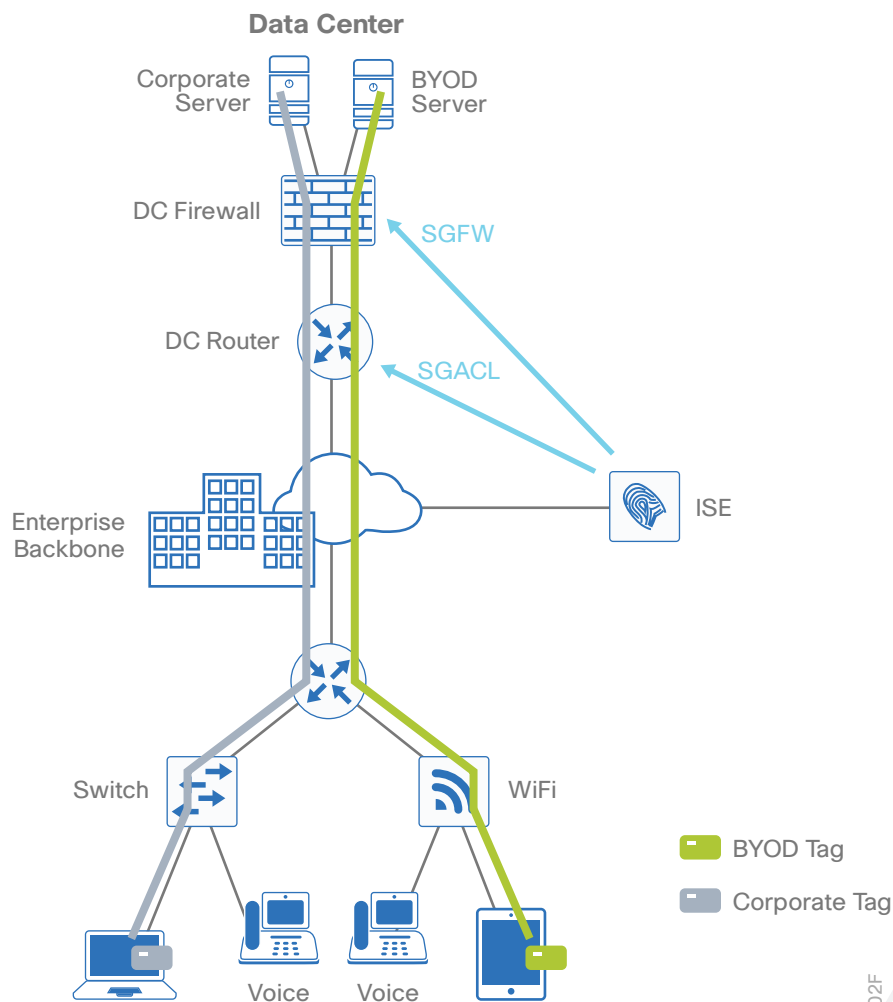 Data Center
Corporate
Server
BYOD
Server
DC Firewall
SGFW
DC Router
SGACL
Enterprise
Backbone
ISE
Switch
WiFi
BYOD Tag
Corporate Tag
Voice
Voice
02F